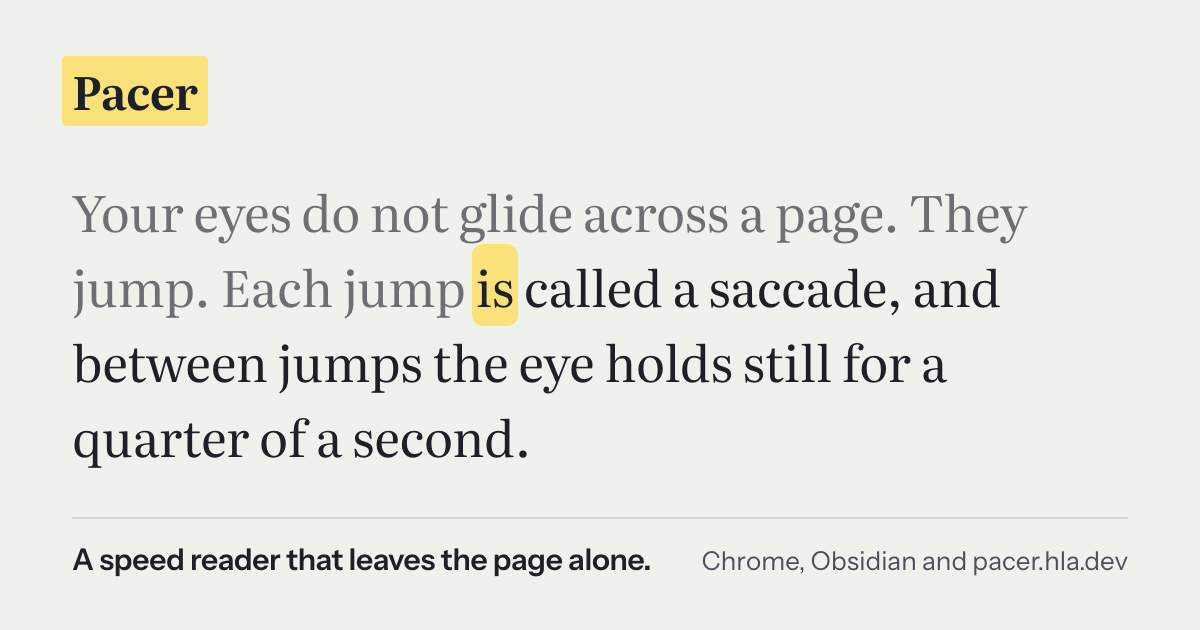 Pacer
Your eyes do not glide across a page. They
jump. Each jump is called a saccade, and
between jumps the eye holds still for a
quarter of a second.
A speed reader that leaves the page alone.
Chrome, Obsidian and pacer.hla.dev